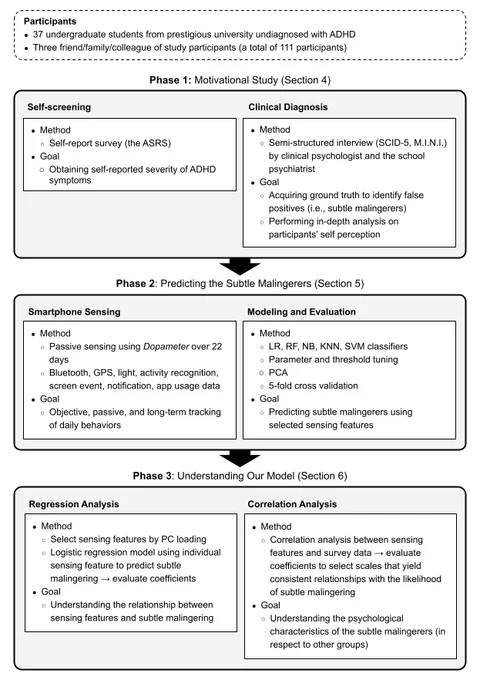 Participants
• 37 undergraduate students from prestigious university undiagnosed with ADHD
• Three friend/family/colleague of study participants (a total of 111 participants)
Phase 1: Motivational Study (Section 4)
Self-screening
• Method
○ Self-report survey (the ASRS)
• Goal
○ Obtaining self-reported severity of ADHD
symptoms
Clinical Diagnosis
• Method
○ Semi-structured interview (SCID-5, M.I.N.I.)
by clinical psychologist and the school
psychiatrist
• Goal
○ Acquiring ground truth to identify false
positives (i.e., subtle malingerers)
○ Performing in-depth analysis on
participants' self perception
Phase 2: Predicting the Subtle Malingerers (Section 5)
Smartphone Sensing
• Method
○ Passive sensing using Dopameter over 22
days
○ Bluetooth, GPS, light, activity recognition,
screen event, notification, app usage data
• Goal
○ Objective, passive, and long-term tracking
of daily behaviors
Modeling and Evaluation
• Method
○ LR, RF, NB, KNN, SVM classifiers
○ Parameter and threshold tuning
○ PCA
○ 5-fold cross validation
• Goal
○ Predicting subtle malingerers using
selected sensing features
Phase 3: Understanding Our Model (Section 6)
Regression Analysis
• Method
○ Select sensing features by PC loading
○ Logistic regression model using individual
sensing feature to predict subtle
malingering → evaluate coefficients
• Goal
○ Understanding the relationship between
sensing features and subtle malingering
Correlation Analysis
• Method
○ Correlation analysis between sensing
features and survey data → evaluate
coefficients to select scales that yield
consistent relationships with the likelihood
of subtle malingering
• Goal
○ Understanding the psychological
characteristics of the subtle malingerers (in
respect to other groups)